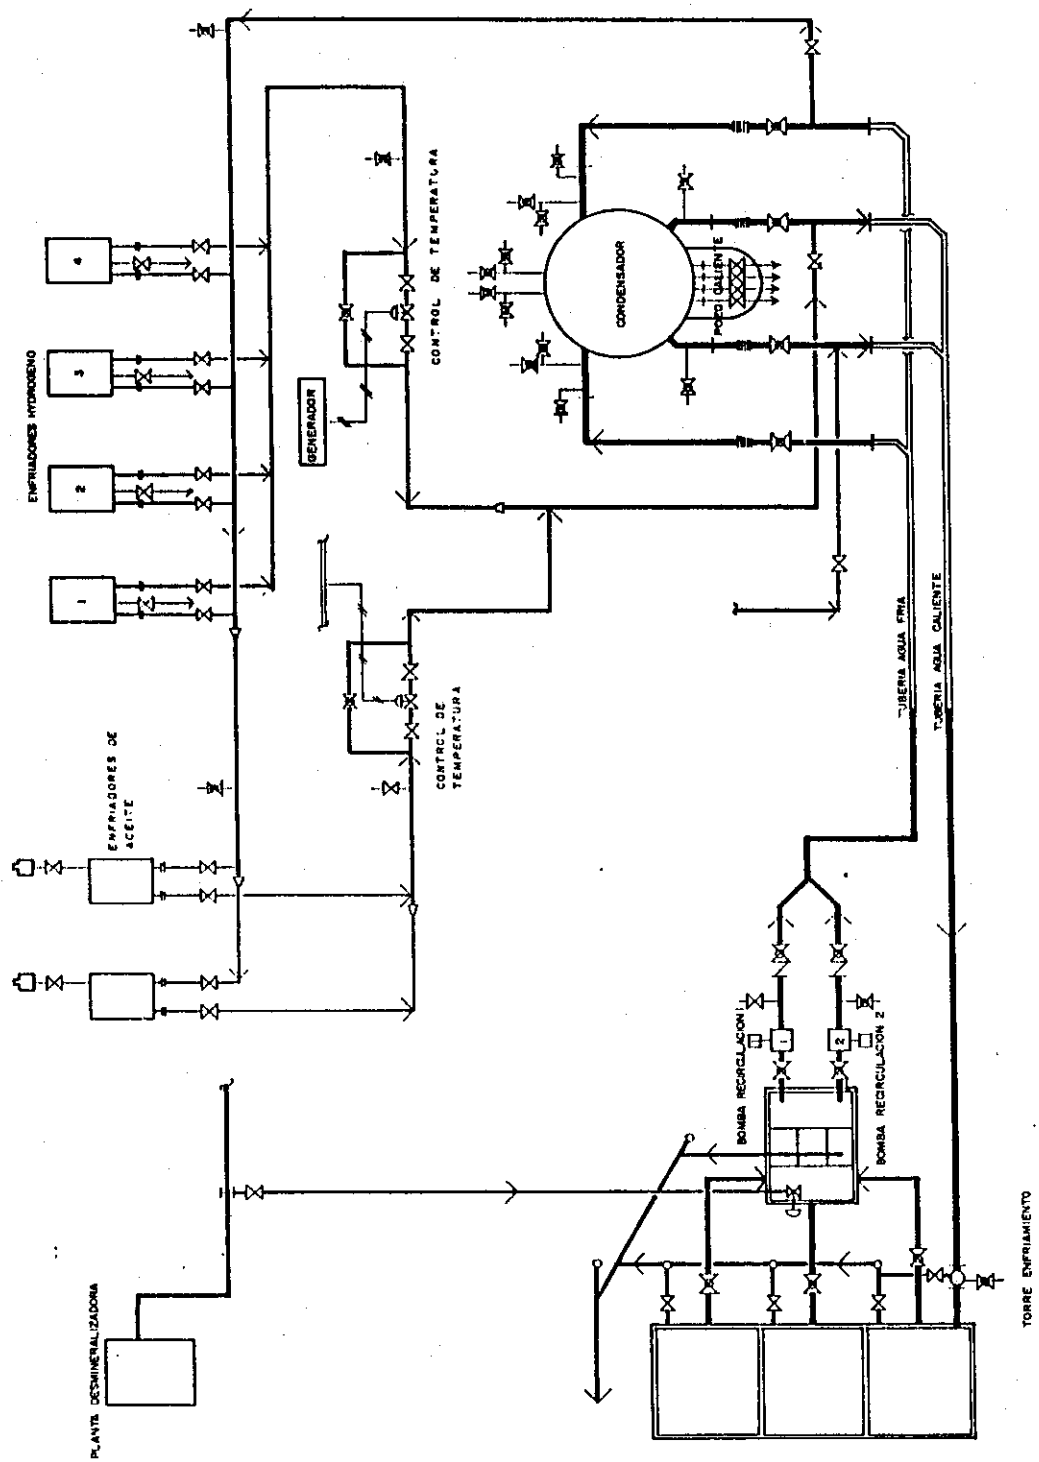 PLANTA DESMINERALIZADORA
ENFRIADORES DE
ACEITE
ENFRIADORES HYDROGENO
1
2
3
4
CONTROL DE
TEMPERATURA
GENERADOR
CONTROL DE TEMPERATURA
CONDENSADOR
POZO CALIENTE
TUBERIA AGUA FRIA
TUBERIA AGUA CALIENTE
BOMBA RECIRCULACION 1
1
2
BOMBA RECIRCULACION 2
TORRE ENFRIAMIENTO